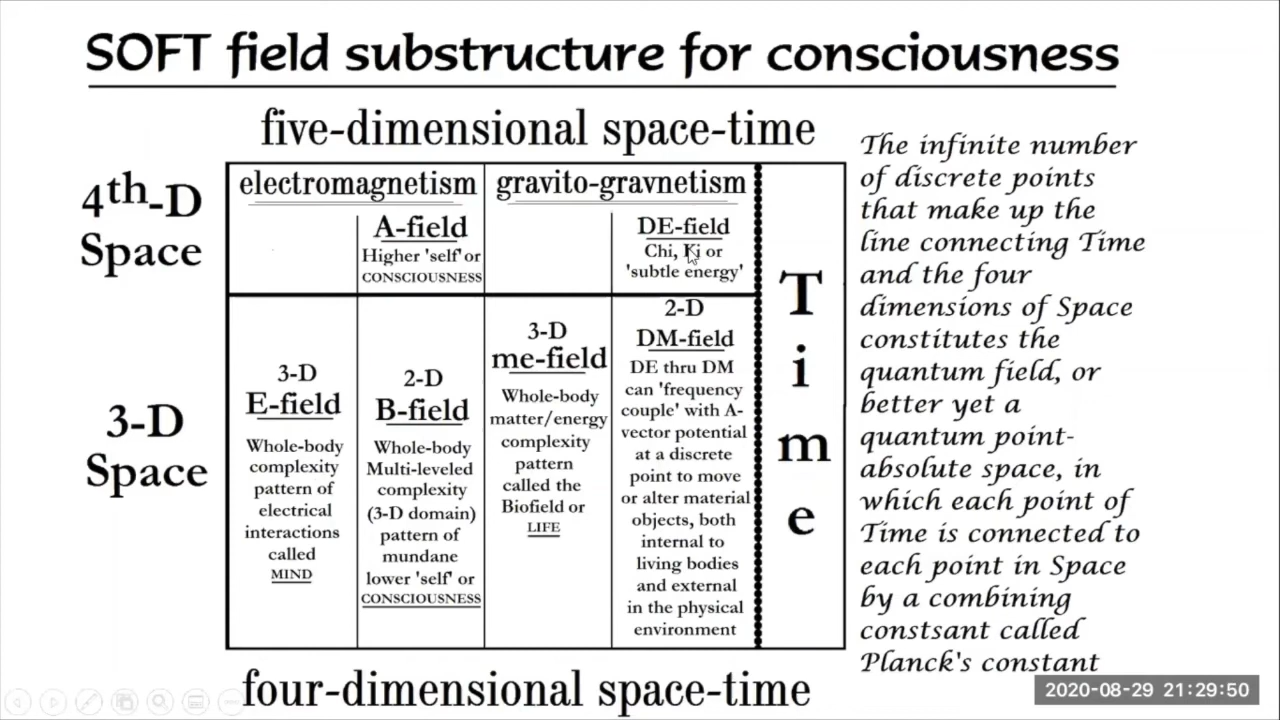 SOFT field substructure for consciousness
five-dimensional space-time
4th-D
Space
electromagnetism
gravito-gravnetism
A-field
Higher 'self' or
CONSCIOUSNESS
DE-field
Chi, Ki or
'subtle energy'
3-D
Space
3-D
E-field
Whole-body
complexity
pattern of
electrical
interactions
called
MIND
2-D
B-field
Whole-body
Multi-leveled
complexity
(3-D domain)
pattern of
mundane
lower 'self' or
CONSCIOUSNESS
3-D
me-field
Whole-body
matter/energy
complexity
pattern
called the
Biofield or
LIFE
2-D
DM-field
DE thru DM
can 'frequency
couple' with A-
vector potential
at a discrete
point to move
or alter material
objects, both
internal to
living bodies
and external
in the physical
environment
T
i
m
e
The infinite number
of discrete points
that make up the
line connecting Time
and the four
dimensions of Space
constitutes the
quantum field, or
better yet a
quantum point-
absolute space, in
which each point of
Time is connected to
each point in Space
by a combining
constsant called
Planck's constant
four-dimensional space-time
2020-08-29 21:29:50